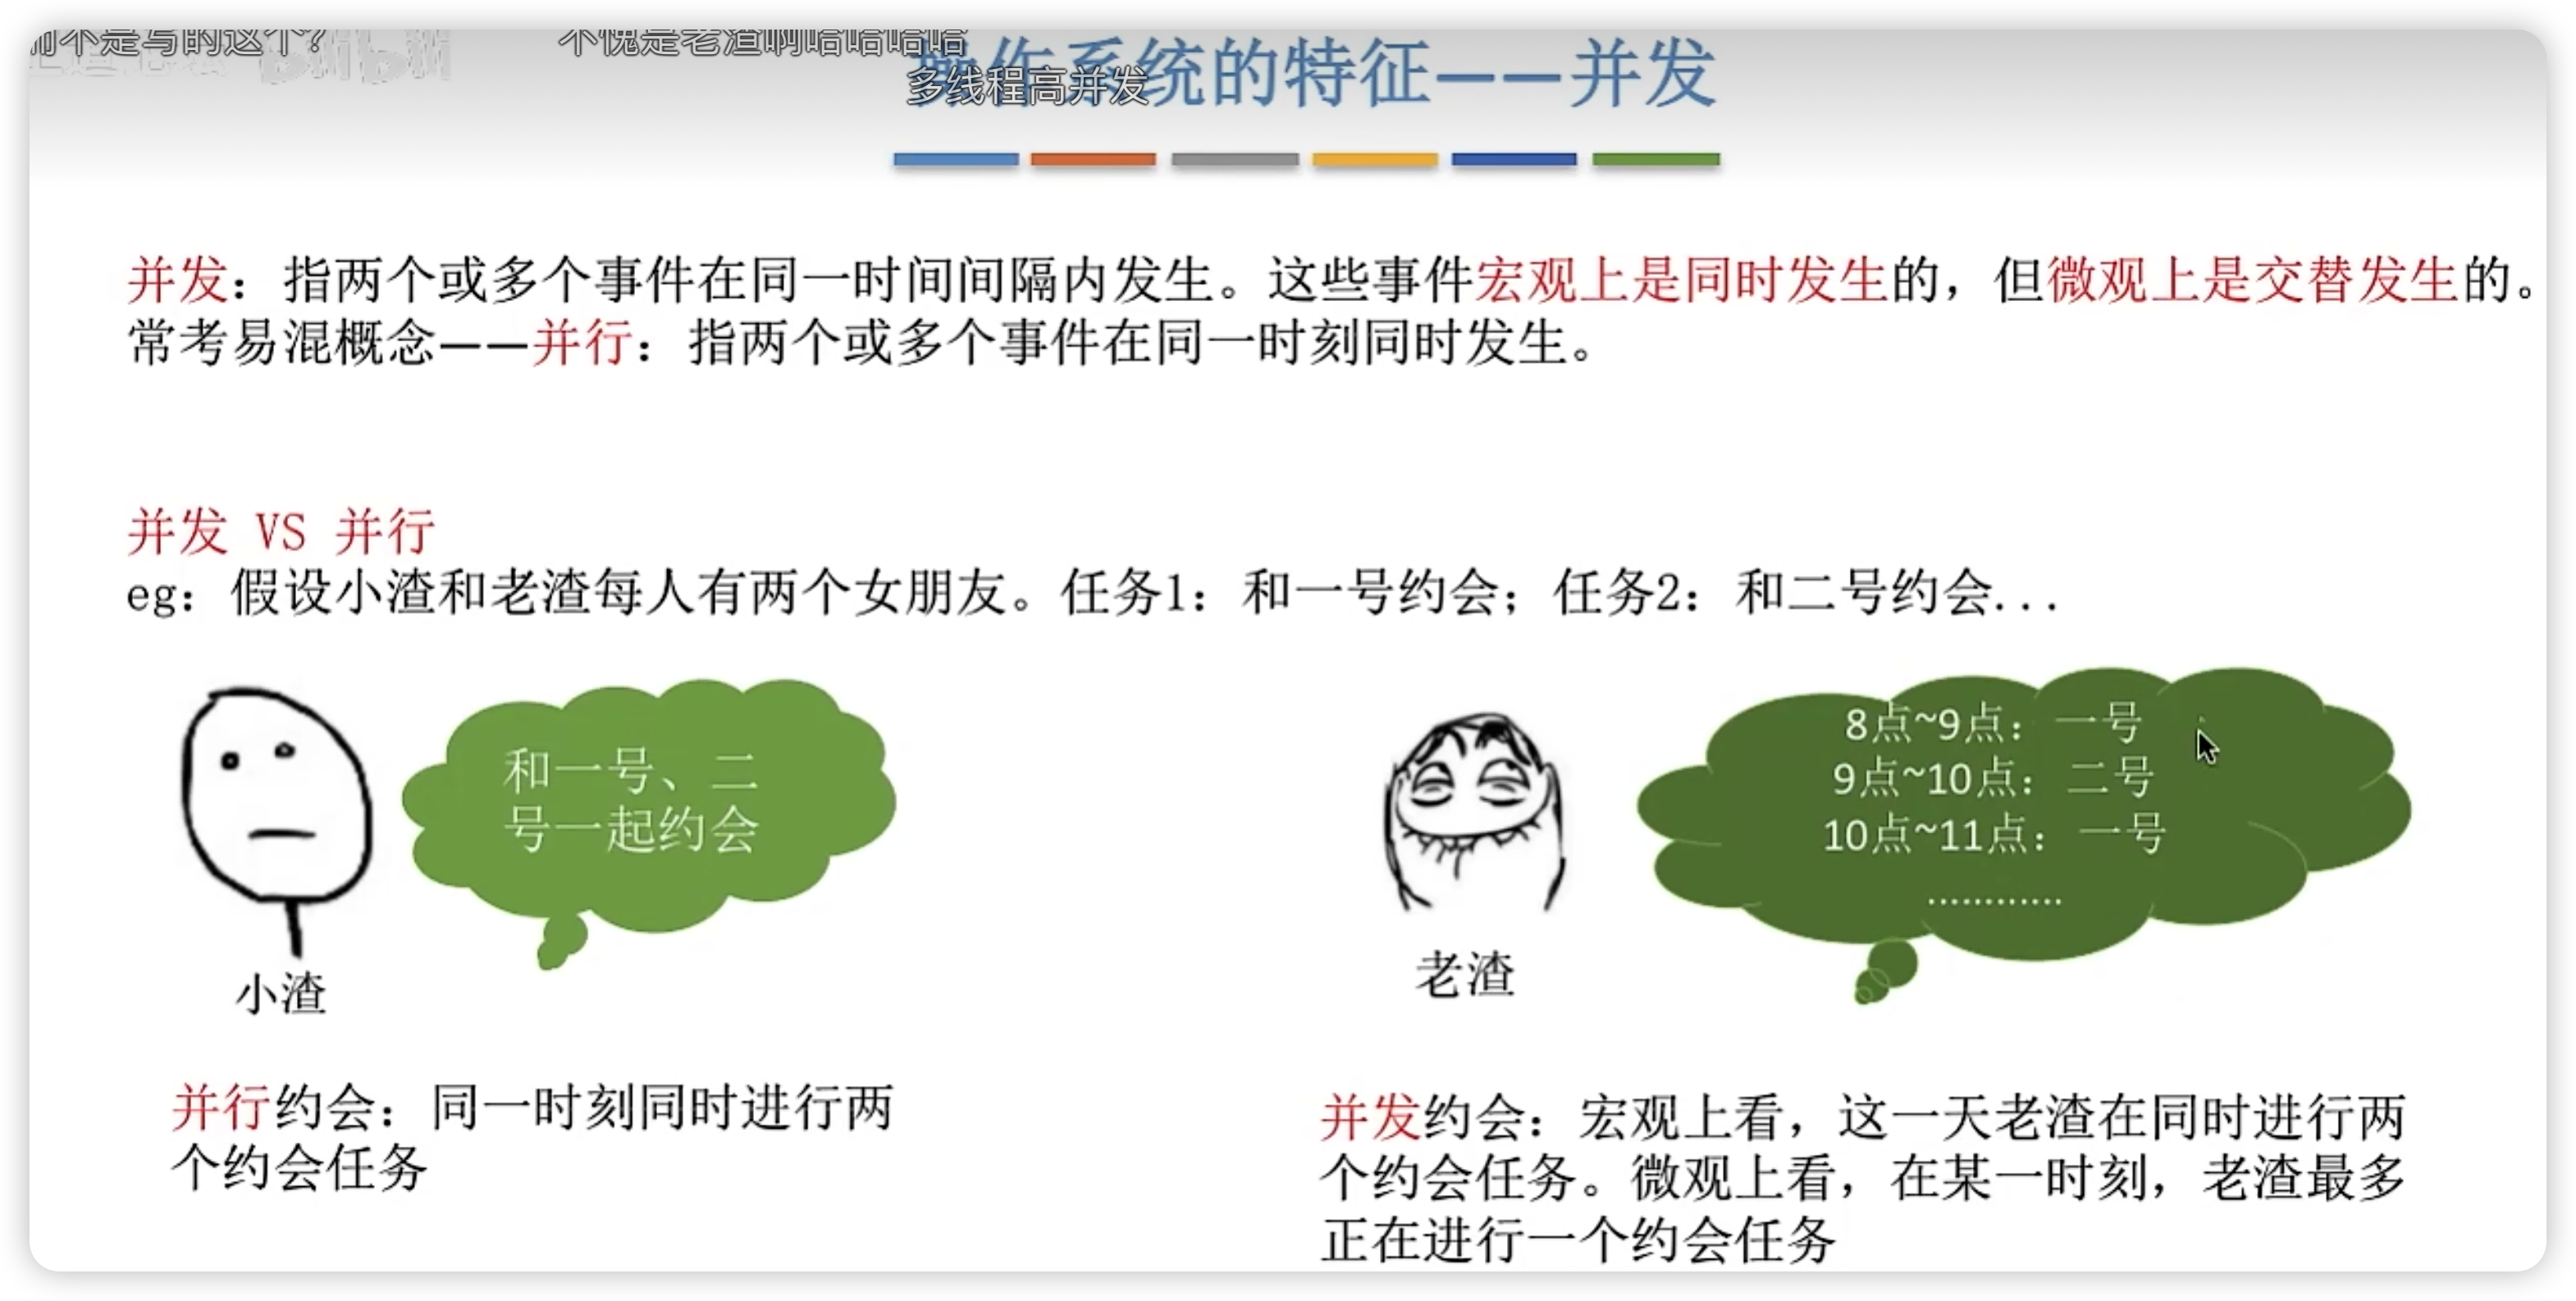 不愧是老渣啊哈哈哈哈
操作系统的特征——并发
多线程高并发
并发：指两个或多个事件在同一时间间隔内发生。这些事件宏观上是同时发生的，但微观上是交替发生的。
常考易混概念——并行：指两个或多个事件在同一时刻同时发生。
并发 VS 并行
eg：假设小渣和老渣每人有两个女朋友。任务1：和一号约会；任务2：和二号约会...
和一号、二
号一起约会
小渣
8点~9点：一号
9点~10点：二号
10点~11点：一号
............
老渣
并行约会：同一时刻同时进行两
个约会任务
并发约会：宏观上看，这一天老渣在同时进行两
个约会任务。微观上看，在某一时刻，老渣最多
正在进行一个约会任务